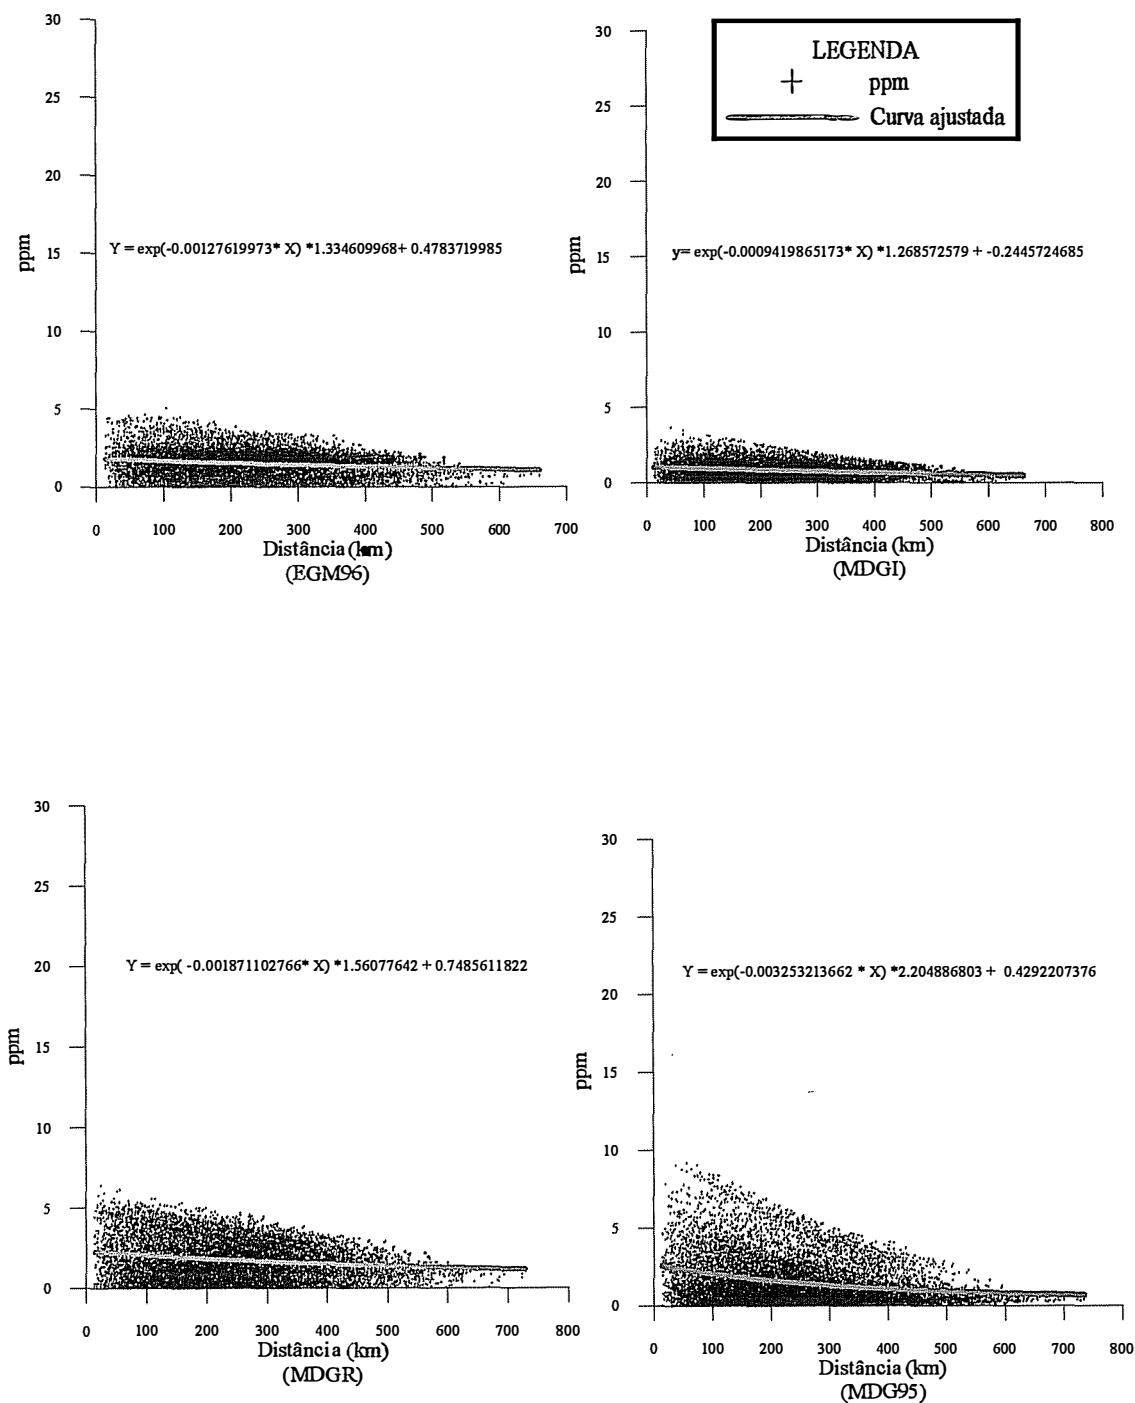 30
25
20
15
10
5
0
ppm
Y = exp(-0.00127619973* X) *1.334609968+ 0.4783719985
0 100 200 300 400 500 600 700
Distância (km)
(EGM96)
LEGENDA
ppm
Curva ajustada
30
25
20
15
10
5
0
ppm
y= exp(-0.0009419865173* X) *1.268572579 + -0.2445724685
0 100 200 300 400 500 600 700 800
Distância (km)
(MDGI)
30
25
20
15
10
5
0
ppm
Y = exp( -0.001871102766* X) *1.56077642 + 0.7485611822
0 100 200 300 400 500 600 700 800
Distância (km)
(MDGR)
30
25
20
15
10
5
0
ppm
Y = exp(-0.003253213662 * X) *2.204886803 + 0.4292207376
0 100 200 300 400 500 600 700 800
Distância (km)
(MDG95)